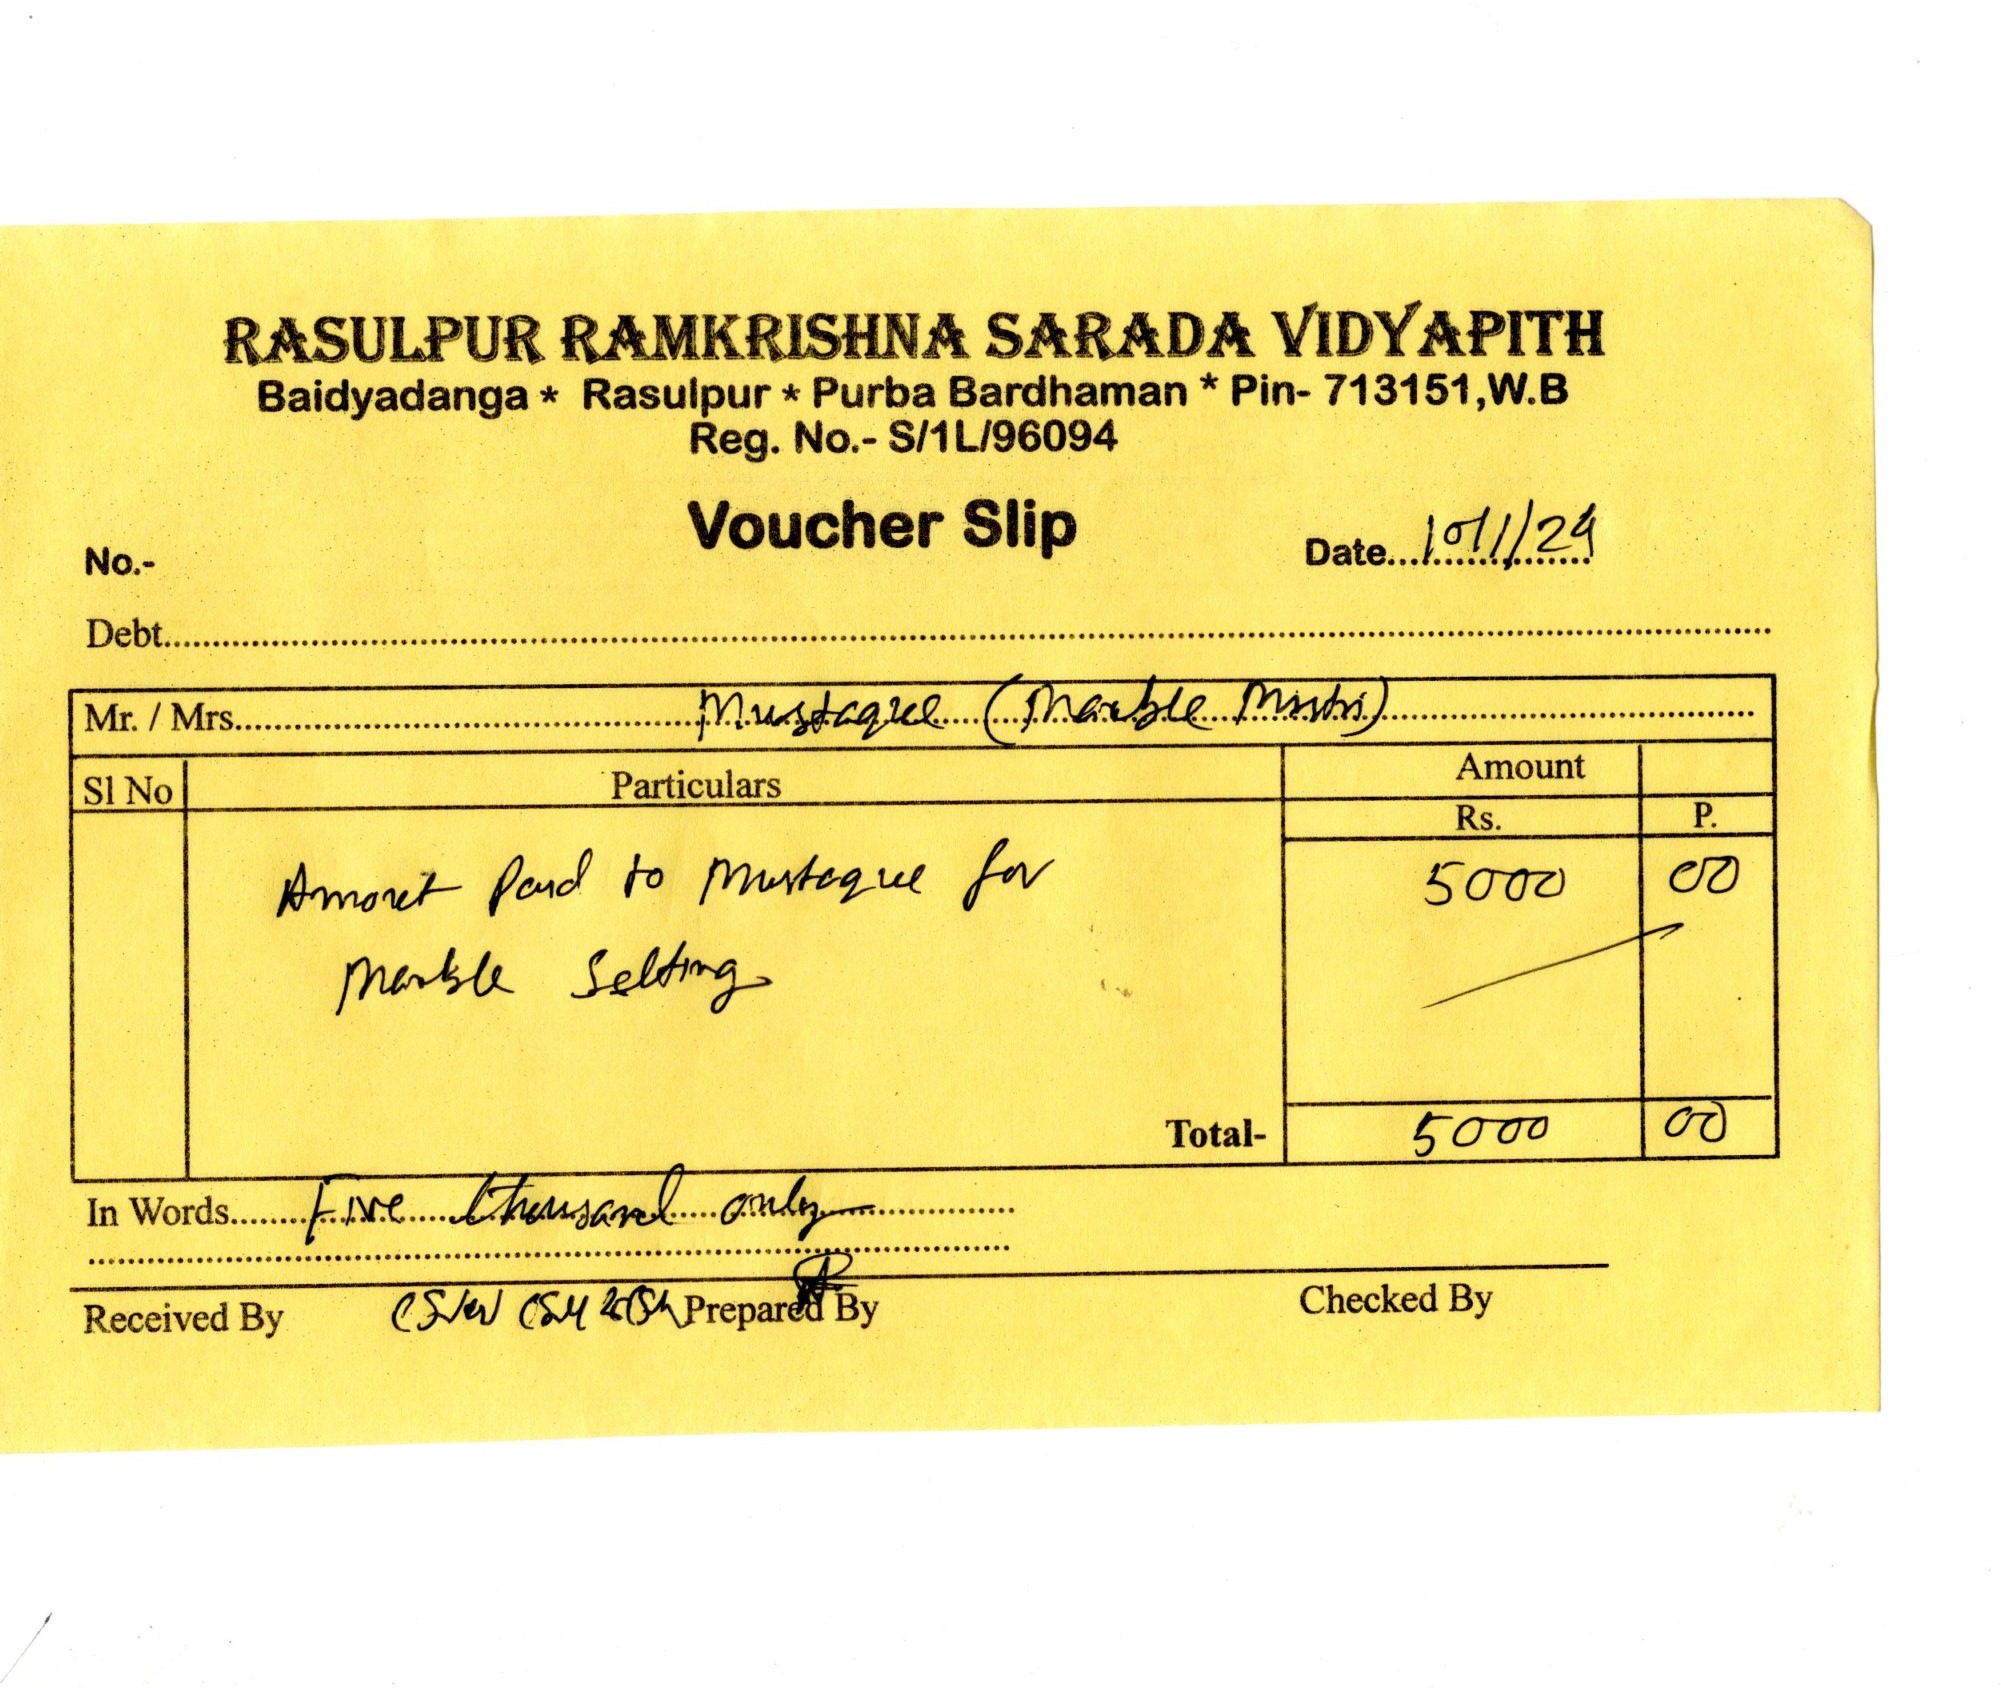 RASULPUR RAMKRISHNA SARADA VIDYAPITH
Baidyadanga * Rasulpur * Purba Bardhaman * Pin- 713151,W.B
Reg. No.- S/1L/96094
Voucher Slip
No.-
Date...10/1/24
Debt
Mr. / Mrs. Mustaque (Marble Mistri)
Sl No Particulars Amount
Rs. P.
Amount Paid to Mustaque for 5000 00
Marble Setting
Total- 5000 00
In Words Five thousand only
Received By Prepared By Checked By